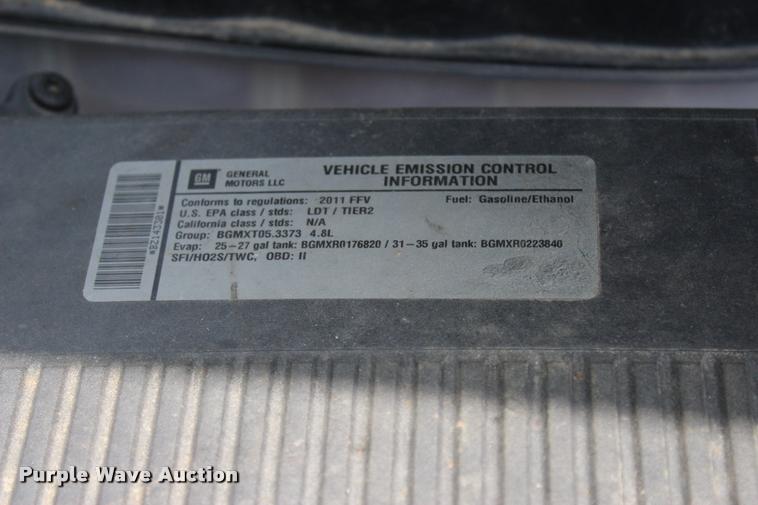 GM
GENERAL MOTORS LLC
VEHICLE EMISSION CONTROL INFORMATION
Conforms to regulations: 2011 FFV Fuel: Gasoline/Ethanol
U.S. EPA class / stds: LDT / TIER2
California class / stds: N/A
Group: BGMXT05.3373 4.8L
Evap: 25-27 gal tank: BGMXR0176820 / 31-35 gal tank: BGMXR0223840
SFI/HO2S/TWC, OBD: II
*B2143301*
Purple Wave Auction